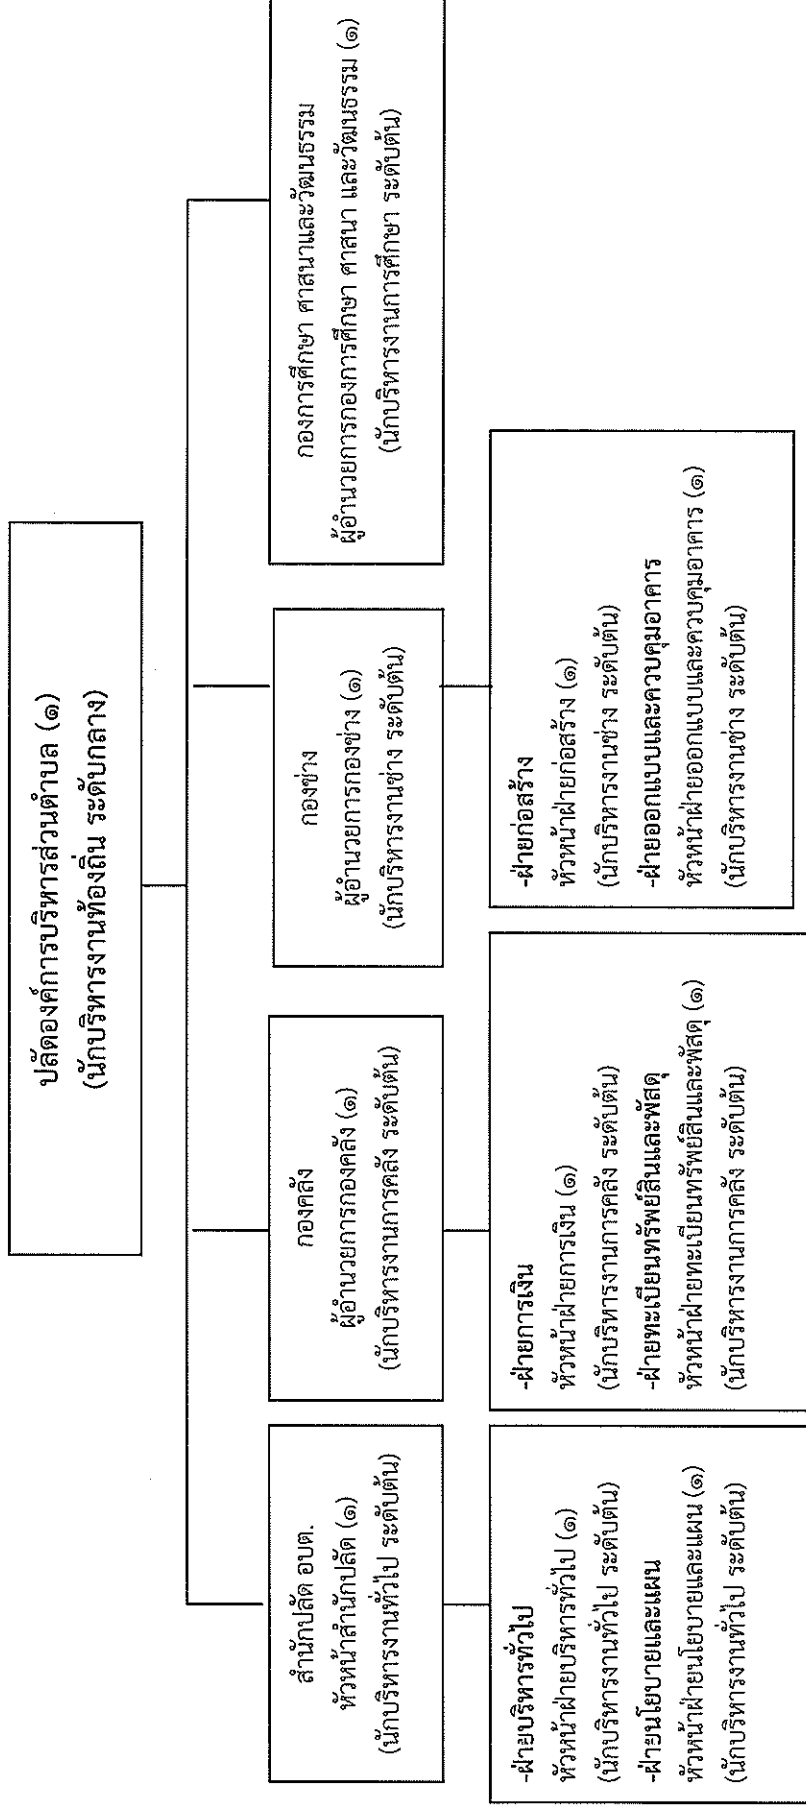 ปลัดองค์การบริหารส่วนตำบล (๑)
(นักบริหารงานท้องถิ่น ระดับกลาง)
สำนักปลัด อบต.
หัวหน้าสำนักปลัด (๑)
(นักบริหารงานทั่วไป ระดับต้น)
กองคลัง
ผู้อำนวยการกองคลัง (๑)
(นักบริหารงานการคลัง ระดับต้น)
กองช่าง
ผู้อำนวยการกองช่าง (๑)
(นักบริหารงานช่าง ระดับต้น)
กองการศึกษา ศาสนาและวัฒนธรรม
ผู้อำนวยการกองการศึกษา ศาสนา และวัฒนธรรม (๑)
(นักบริหารงานการศึกษา ระดับต้น)
-ฝ่ายบริหารทั่วไป
หัวหน้าฝ่ายบริหารทั่วไป (๑)
(นักบริหารงานทั่วไป ระดับต้น)
-ฝ่ายนโยบายและแผน
หัวหน้าฝ่ายนโยบายและแผน (๑)
(นักบริหารงานทั่วไป ระดับต้น)
-ฝ่ายการเงิน
หัวหน้าฝ่ายการเงิน (๑)
(นักบริหารงานการคลัง ระดับต้น)
-ฝ่ายทะเบียนทรัพย์สินและพัสดุ
หัวหน้าฝ่ายทะเบียนทรัพย์สินและพัสดุ (๑)
(นักบริหารงานการคลัง ระดับต้น)
-ฝ่ายก่อสร้าง
หัวหน้าฝ่ายก่อสร้าง (๑)
(นักบริหารงานช่าง ระดับต้น)
-ฝ่ายออกแบบและควบคุมอาคาร
หัวหน้าฝ่ายออกแบบและควบคุมอาคาร (๑)
(นักบริหารงานช่าง ระดับต้น)